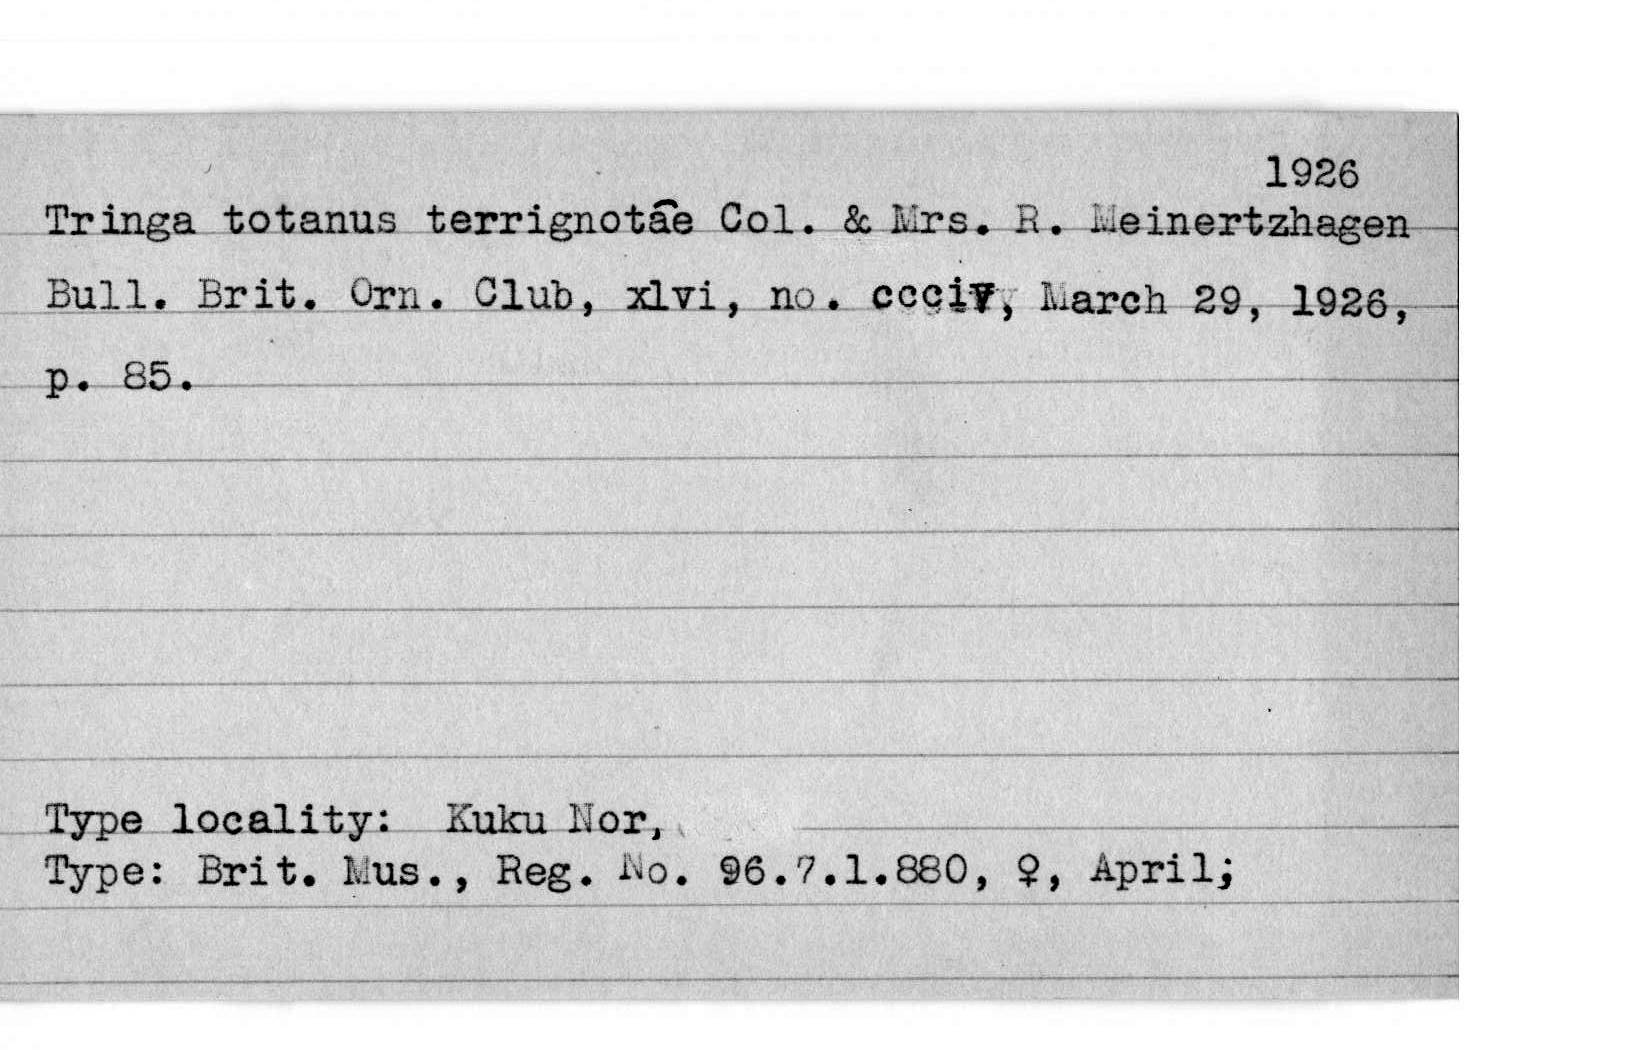 1926
Tringa totanus terrignotae Col. & Mrs. R. Meinertzhagen
Bull. Brit. Orn. Club, xlvi, no. ccciv, March 29, 1926,
p. 85.
Type locality: Kuku Nor,
Type: Brit. Mus., Reg. No. 96.7.1.880, ♀, April;